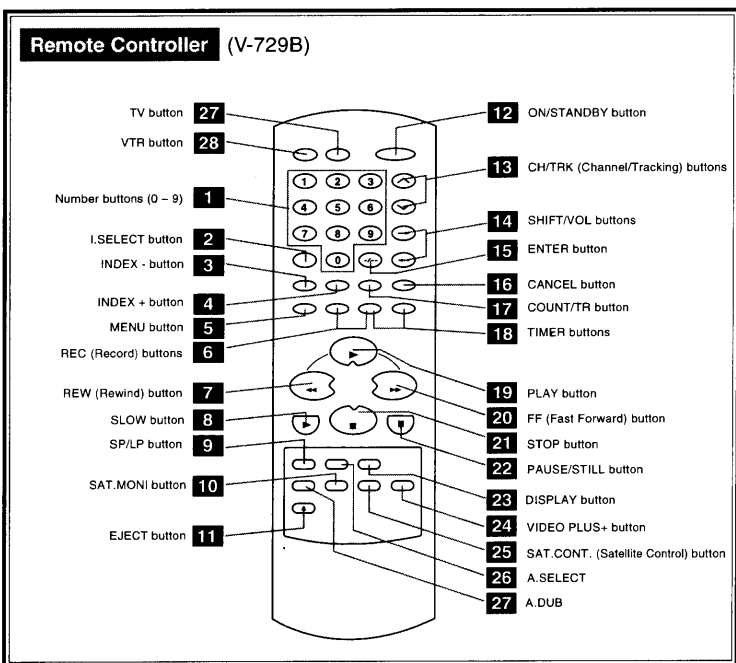 Remote Controller (V-729B)
TV button 27
VTR button 28
Number buttons (0 – 9) 1
I.SELECT button 2
INDEX - button 3
INDEX + button 4
MENU button 5
REC (Record) buttons 6
REW (Rewind) button 7
SLOW button 8
SP/LP button 9
SAT.MONI button 10
EJECT button 11
1 2 3
4 5 6
7 8 9
0 -/--
12 ON/STANDBY button
13 CH/TRK (Channel/Tracking) buttons
14 SHIFT/VOL buttons
15 ENTER button
16 CANCEL button
17 COUNT/TR button
18 TIMER buttons
19 PLAY button
20 FF (Fast Forward) button
21 STOP button
22 PAUSE/STILL button
23 DISPLAY button
24 VIDEO PLUS+ button
25 SAT.CONT. (Satellite Control) button
26 A.SELECT
27 A.DUB